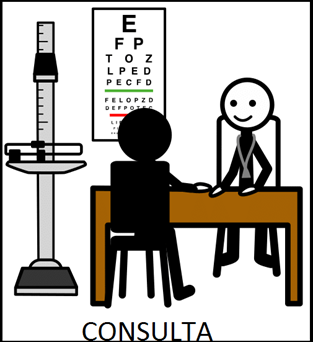 E
F P
T O Z
L P E D
P E C F D
F E L O P Z D
D E F P O T E C
CONSULTA